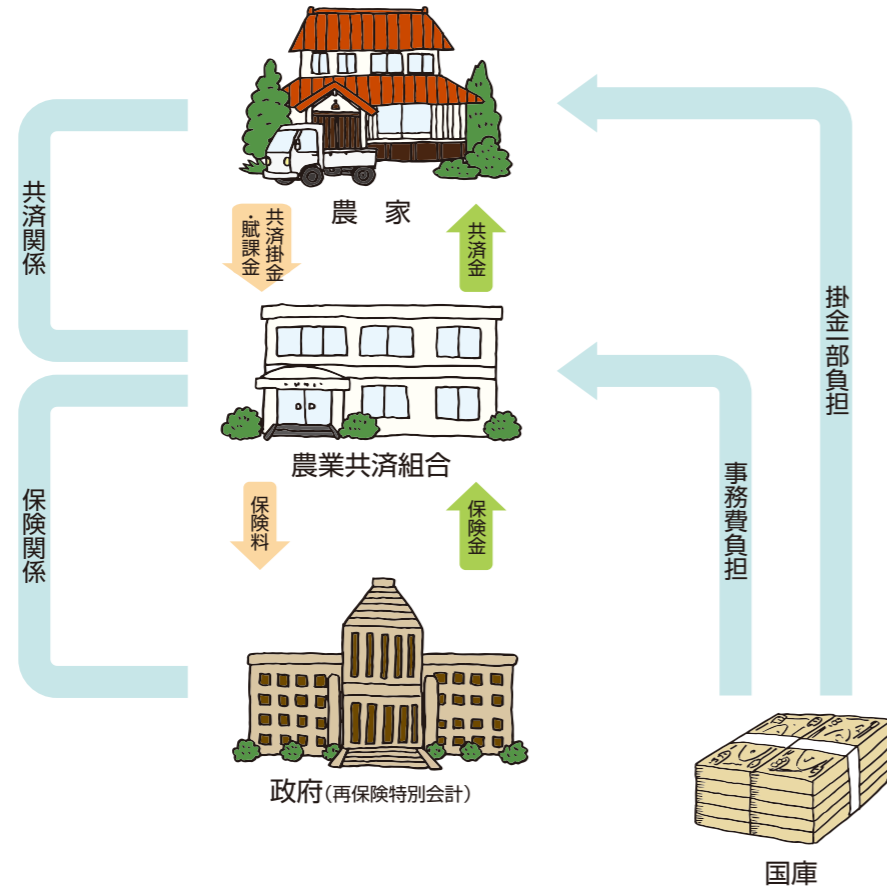 農　家
共済関係
共済掛金
・賦課金
共済金
掛金一部負担
農業共済組合
保険関係
保険料
保険金
事務費負担
政府(再保険特別会計)
国庫